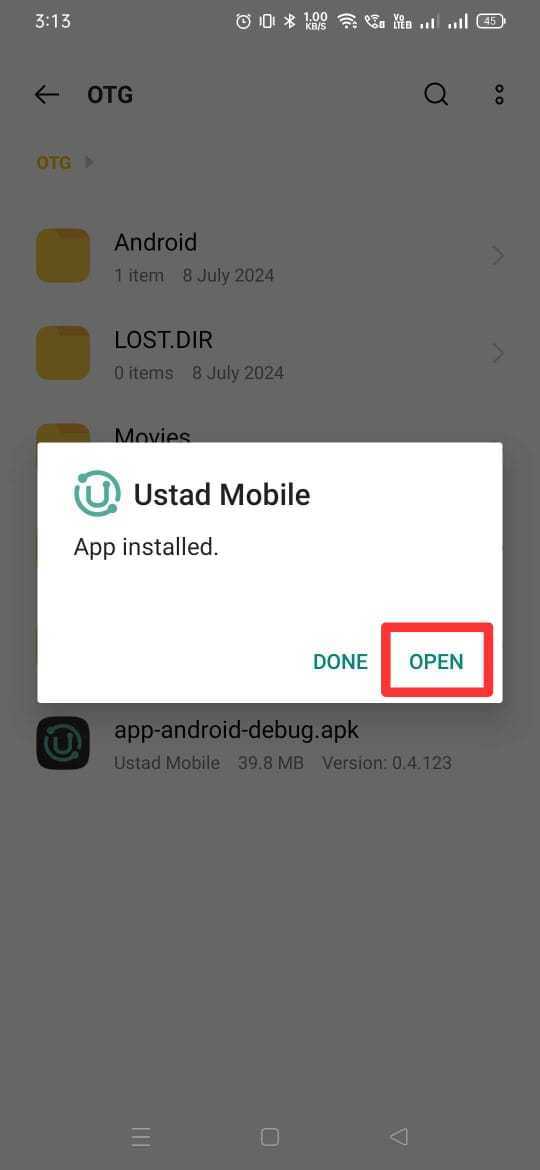 3:13
1.00
KB/S
Vo
LTE
45
OTG
OTG
Android
1 item 8 July 2024
LOST.DIR
0 items 8 July 2024
Movies
Ustad Mobile
App installed.
DONE OPEN
app-android-debug.apk
Ustad Mobile 39.8 MB Version: 0.4.123